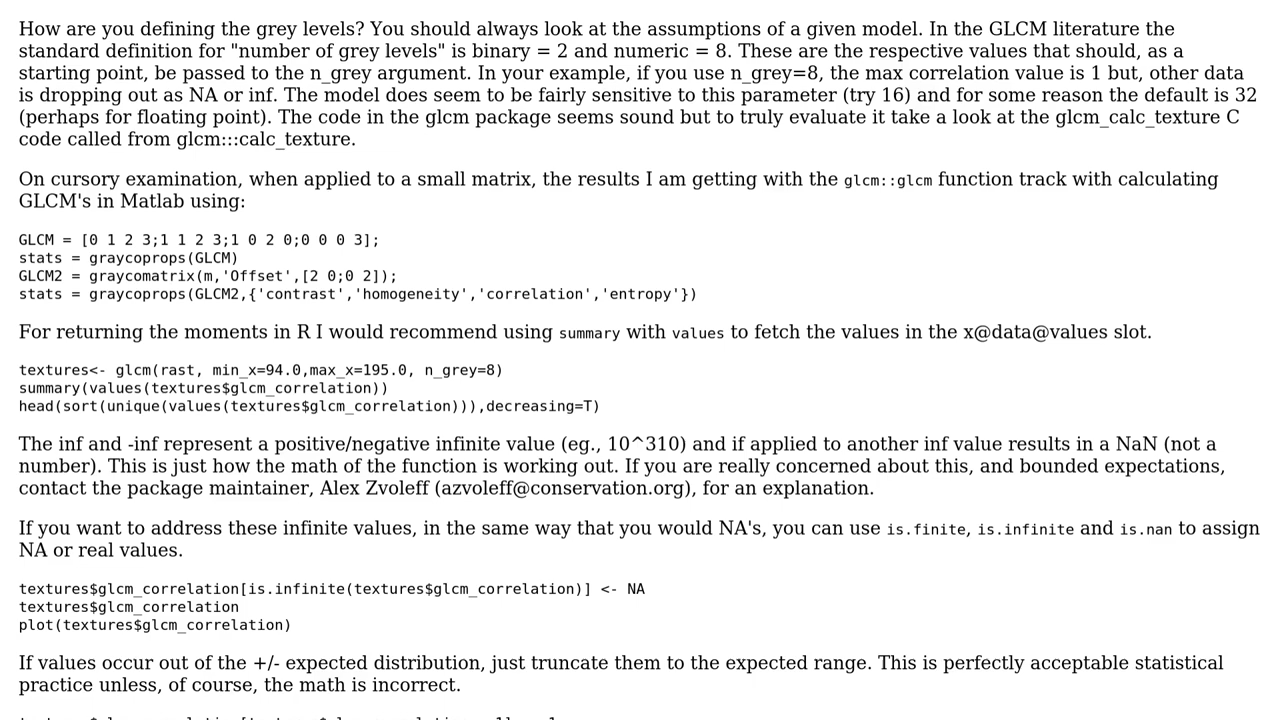 How are you defining the grey levels? You should always look at the assumptions of a given model. In the GLCM literature the
standard definition for "number of grey levels" is binary = 2 and numeric = 8. These are the respective values that should, as a
starting point, be passed to the n_grey argument. In your example, if you use n_grey=8, the max correlation value is 1 but, other data
is dropping out as NA or inf. The model does seem to be fairly sensitive to this parameter (try 16) and for some reason the default is 32
(perhaps for floating point). The code in the glcm package seems sound but to truly evaluate it take a look at the glcm_calc_texture C
code called from glcm:::calc_texture.
On cursory examination, when applied to a small matrix, the results I am getting with the glcm::glcm function track with calculating
GLCM's in Matlab using:
GLCM = [0 1 2 3;1 1 2 3;1 0 2 0;0 0 0 3];
stats = graycoprops(GLCM)
GLCM2 = graycomatrix(m,'Offset',[2 0;0 2]);
stats = graycoprops(GLCM2,{'contrast','homogeneity','correlation','entropy'})
For returning the moments in R I would recommend using summary with values to fetch the values in the x@data@values slot.
textures<- glcm(rast, min_x=94.0,max_x=195.0, n_grey=8)
summary(values(textures$glcm_correlation))
head(sort(unique(values(textures$glcm_correlation))),decreasing=T)
The inf and -inf represent a positive/negative infinite value (eg., 10^310) and if applied to another inf value results in a NaN (not a
number). This is just how the math of the function is working out. If you are really concerned about this, and bounded expectations,
contact the package maintainer, Alex Zvoleff (azvoleff@conservation.org), for an explanation.
If you want to address these infinite values, in the same way that you would NA's, you can use is.finite, is.infinite and is.nan to assign
NA or real values.
textures$glcm_correlation[is.infinite(textures$glcm_correlation)] <- NA
textures$glcm_correlation
plot(textures$glcm_correlation)
If values occur out of the +/- expected distribution, just truncate them to the expected range. This is perfectly acceptable statistical
practice unless, of course, the math is incorrect.